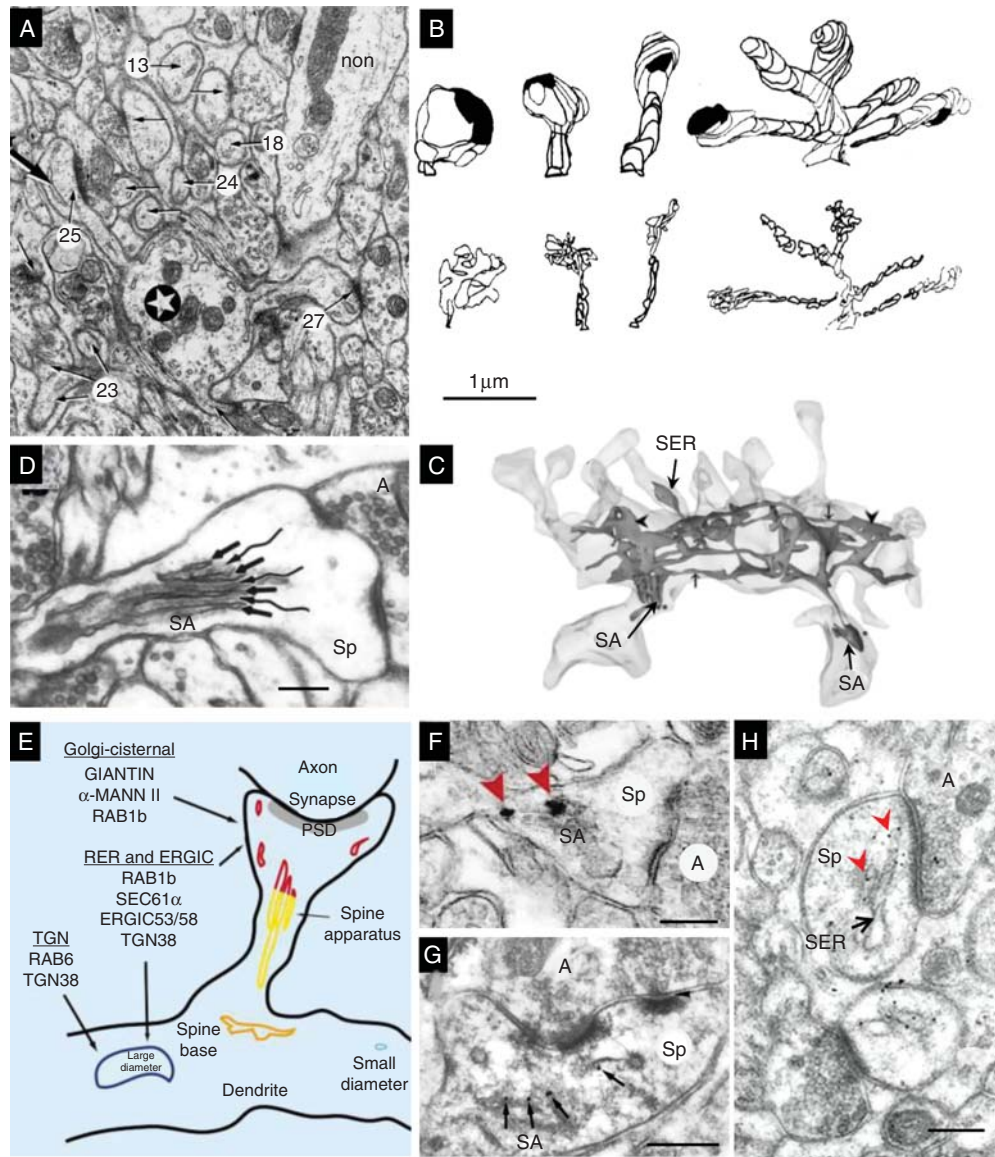 A
13
non
18
24
25
27
23
B
1µm
C
SER
SA
SA
D
A
SA
Sp
E
Golgi-cisternal
GIANTIN
α-MANN II
RAB1b
RER and ERGIC
RAB1b
SEC61α
ERGIC53/58
TGN38
TGN
RAB6
TGN38
Axon
Synapse
PSD
Spine
apparatus
Spine
base
Large
diameter
Small
diameter
Dendrite
F
Sp
SA
A
G
A
Sp
SA
H
A
Sp
SER